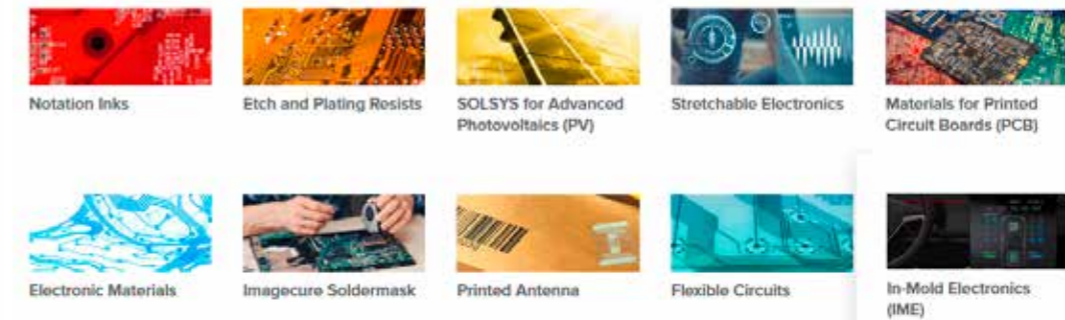 Notation Inks
Etch and Plating Resists
SOLSYS for Advanced
Photovoltaics (PV)
Stretchable Electronics
Materials for Printed
Circuit Boards (PCB)
Electronic Materials
Imagecure Soldermask
Printed Antenna
Flexible Circuits
In-Mold Electronics
(IME)